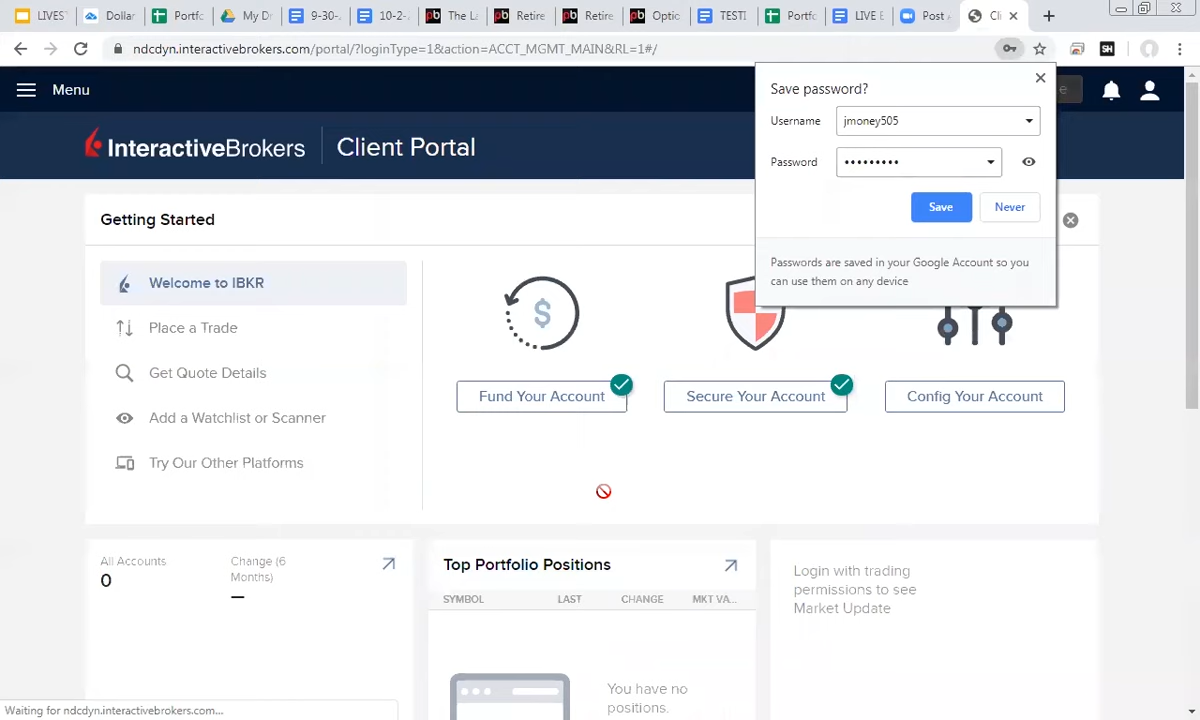 LIVES
Dollar
Portfo
My Dr
9-30-
10-2-
The La
Retire
Retire
Optio
TESTI
Portfo
LIVE E
Post A
Cli
ndcdyn.interactivebrokers.com/portal/?loginType=1&action=ACCT_MGMT_MAIN&RL=1#/
SH
Menu
e
InteractiveBrokers
Client Portal
Save password?
Username
jmoney505
Password
•••••••••
Save
Never
Passwords are saved in your Google Account so you
can use them on any device
Getting Started
Welcome to IBKR
Place a Trade
Get Quote Details
Add a Watchlist or Scanner
Try Our Other Platforms
$
Fund Your Account
Secure Your Account
Config Your Account
All Accounts
0
Change (6
Months)
—
Top Portfolio Positions
SYMBOL LAST CHANGE MKT VA...
You have no
positions.
Login with trading
permissions to see
Market Update
Waiting for ndcdyn.interactivebrokers.com...